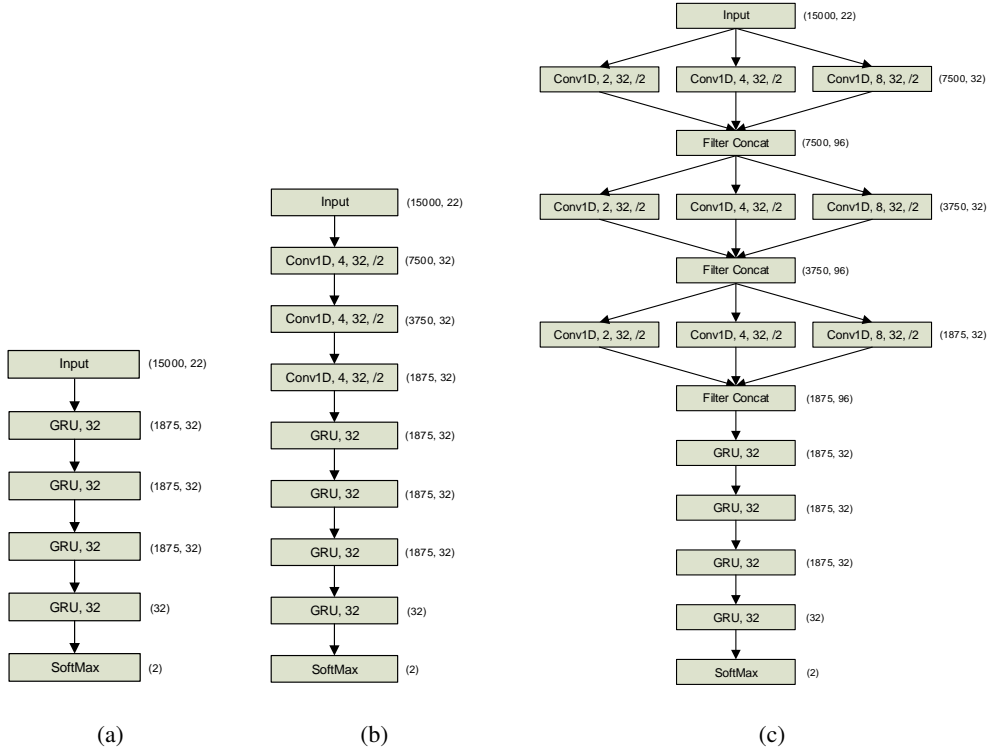 Input (15000, 22)
GRU, 32 (1875, 32)
GRU, 32 (1875, 32)
GRU, 32 (1875, 32)
GRU, 32 (32)
SoftMax (2)
(a)
Input (15000, 22)
Conv1D, 4, 32, /2 (7500, 32)
Conv1D, 4, 32, /2 (3750, 32)
Conv1D, 4, 32, /2 (1875, 32)
GRU, 32 (1875, 32)
GRU, 32 (1875, 32)
GRU, 32 (1875, 32)
GRU, 32 (32)
SoftMax (2)
(b)
Input (15000, 22)
Conv1D, 2, 32, /2 Conv1D, 4, 32, /2 Conv1D, 8, 32, /2 (7500, 32)
Filter Concat (7500, 96)
Conv1D, 2, 32, /2 Conv1D, 4, 32, /2 Conv1D, 8, 32, /2 (3750, 32)
Filter Concat (3750, 96)
Conv1D, 2, 32, /2 Conv1D, 4, 32, /2 Conv1D, 8, 32, /2 (1875, 32)
Filter Concat (1875, 96)
GRU, 32 (1875, 32)
GRU, 32 (1875, 32)
GRU, 32 (1875, 32)
GRU, 32 (32)
SoftMax (2)
(c)